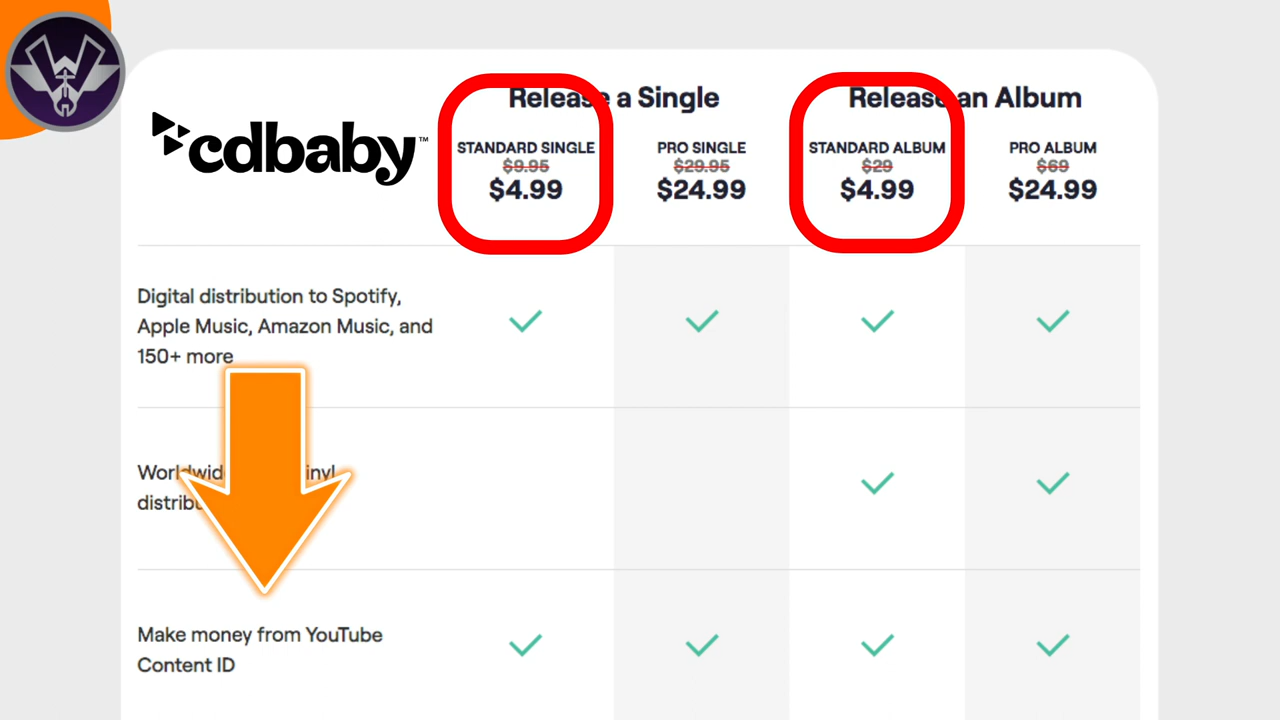 cdbaby™
Release a Single
Release an Album
STANDARD SINGLE
$9.95
$4.99
PRO SINGLE
$29.95
$24.99
STANDARD ALBUM
$29
$4.99
PRO ALBUM
$69
$24.99
Digital distribution to Spotify,
Apple Music, Amazon Music, and
150+ more
Make money from YouTube
Content ID